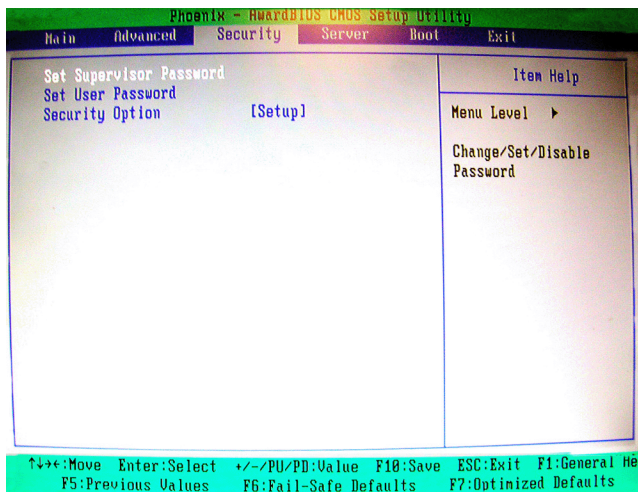 Phoenix - AwardBIOS CMOS Setup Utility
Main Advanced Security Server Boot Exit
Set Supervisor Password
Set User Password
Security Option [Setup]
Item Help
Menu Level ▶
Change/Set/Disable
Password
↑↓→←:Move Enter:Select +/-/PU/PD:Value F10:Save ESC:Exit F1:General He
F5:Previous Values F6:Fail-Safe Defaults F7:Optimized Defaults